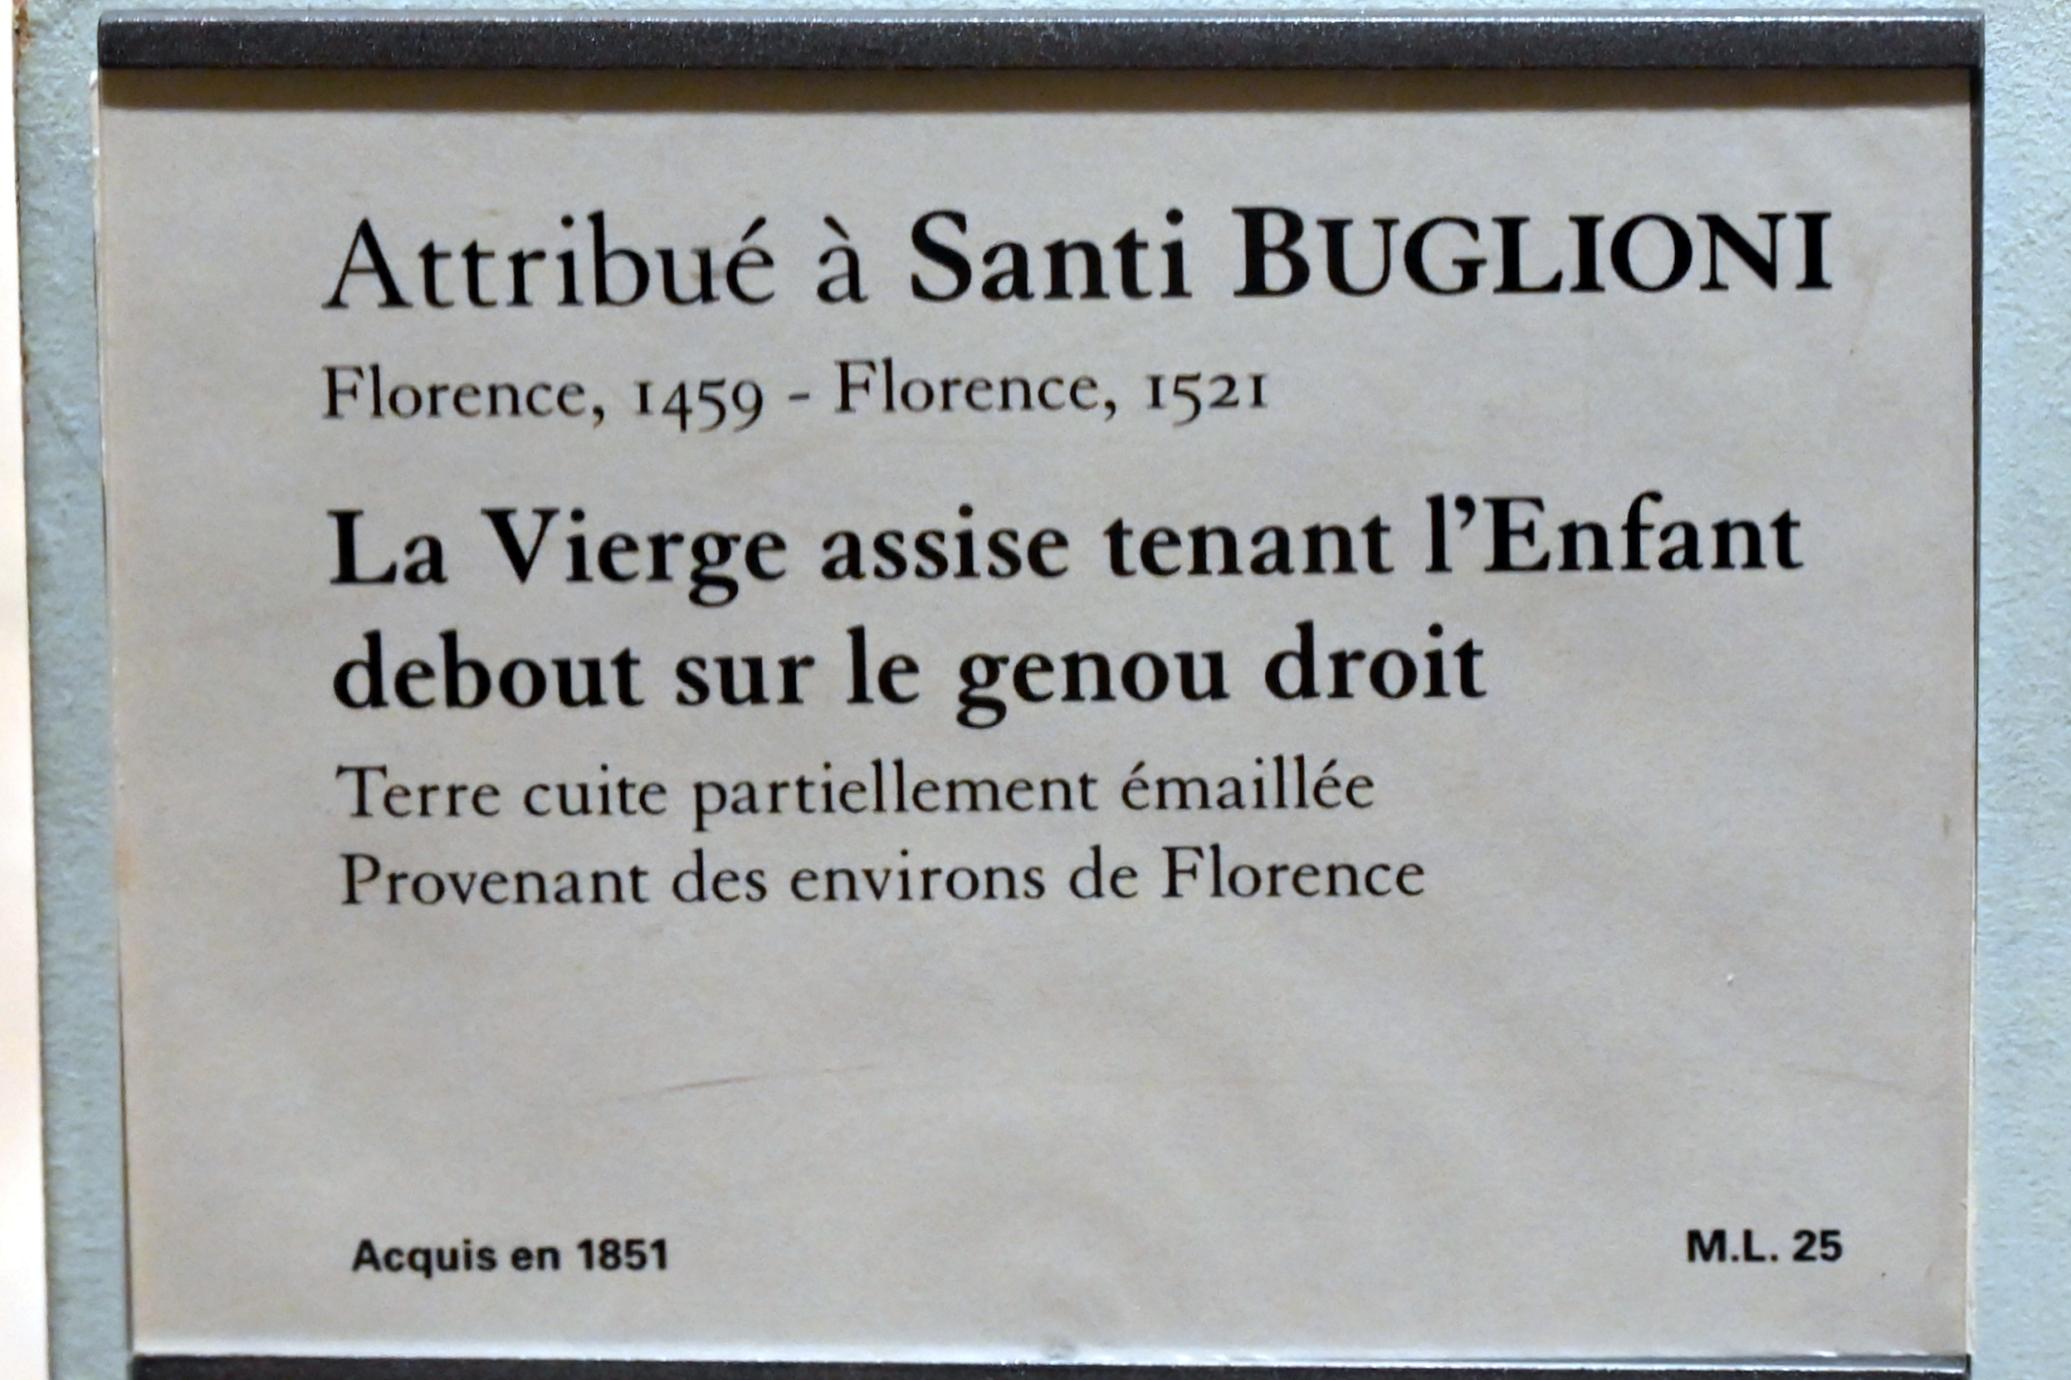 Attribué à Santi BUGLIONI
Florence, 1459 - Florence, 1521
La Vierge assise tenant l’Enfant
debout sur le genou droit
Terre cuite partiellement émaillée
Provenant des environs de Florence
Acquis en 1851
M.L. 25